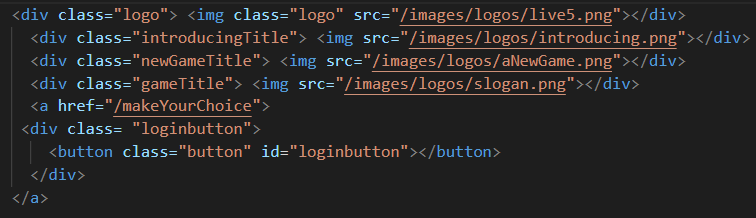 <div class="logo"> <img class="logo" src="/images/logos/live5.png"></div>
<div class="introducingTitle"> <img src="/images/logos/introducing.png"></div>
<div class="newGameTitle"> <img src="/images/logos/aNewGame.png"></div>
<div class="gameTitle"> <img src="/images/logos/slogan.png"></div>
<a href="/makeYourChoice">
<div class= "loginbutton">
<button class="button" id="loginbutton"></button>
</div>
</a>